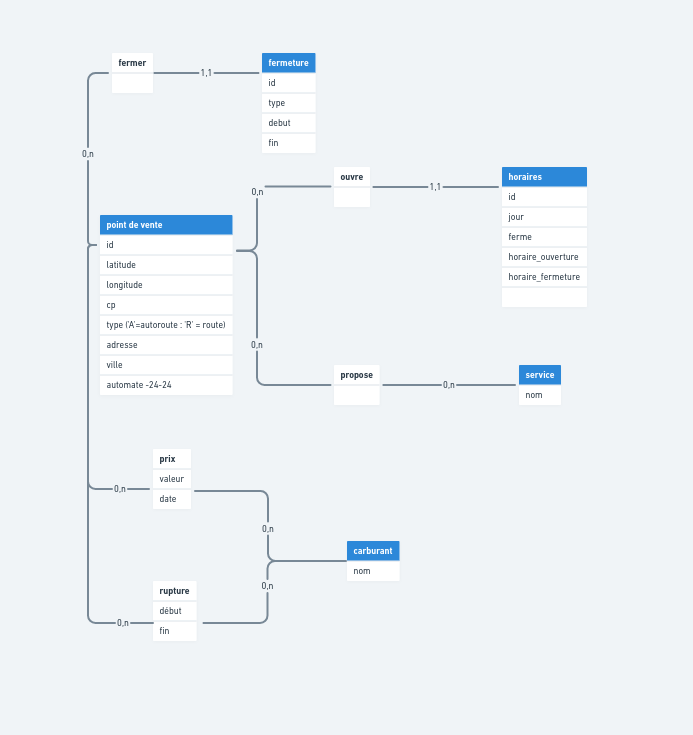 fermer
1,1
fermeture
id
type
debut
fin
0,n
0,n
ouvre
1,1
horaires
id
jour
ferme
horaire_ouverture
horaire_fermeture
point de vente
id
latitude
longitude
cp
type ('A'=autoroute : 'R' = route)
adresse
ville
automate -24-24
0,n
propose
0,n
service
nom
prix
valeur
date
0,n
0,n
carburant
nom
0,n
rupture
début
fin
0,n